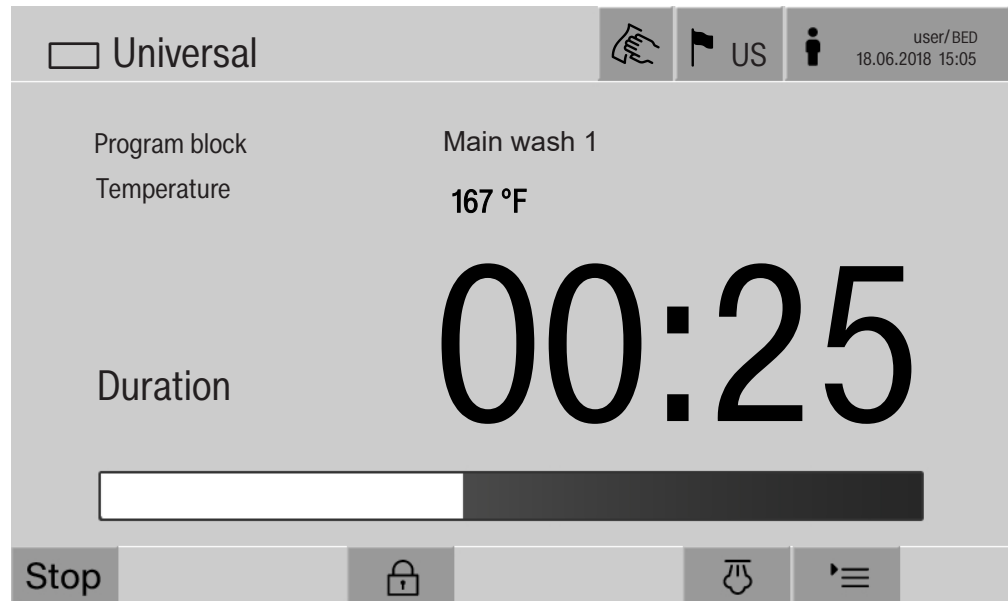 Universal
US
user/BED
18.06.2018 15:05
Program block Main wash 1
Temperature 167 °F
Duration 00:25
Stop